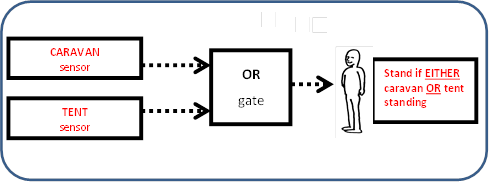 CARAVAN
sensor
TENT
sensor
OR
gate
Stand if EITHER
caravan OR tent
standing